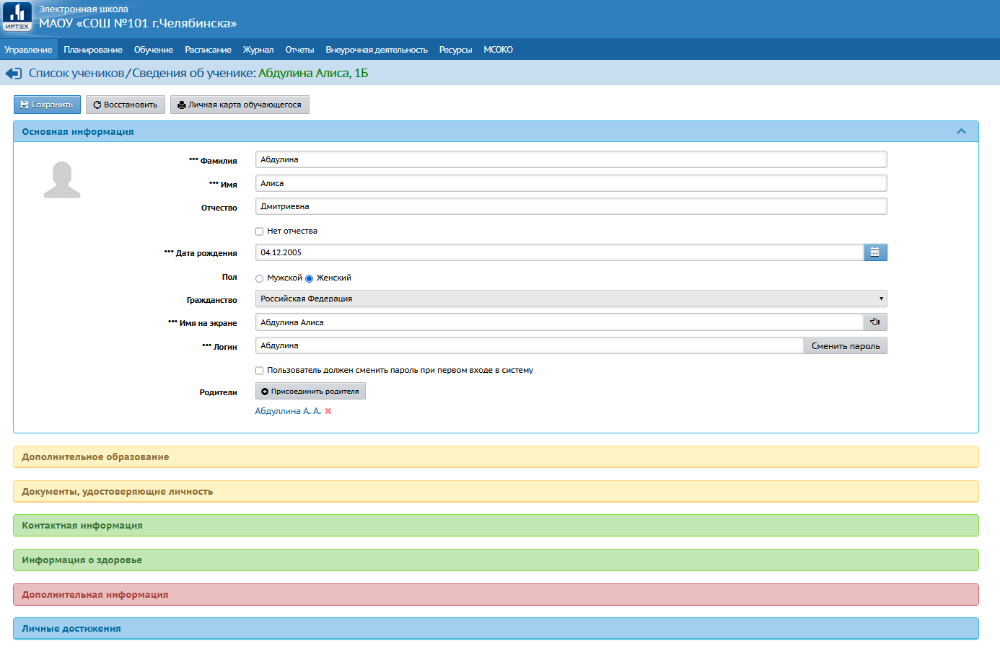 Электронная школа
ИРТЕХ
МАОУ «СОШ №101 г.Челябинска»
Управление Планирование Обучение Расписание Журнал Отчеты Внеурочная деятельность Ресурсы МСОКО
Список учеников/Сведения об ученике: Абдулина Алиса, 1Б
Сохранить Восстановить Личная карта обучающегося
Основная информация
*** Фамилия Абдулина
*** Имя Алиса
Отчество Дмитриевна
Нет отчества
*** Дата рождения 04.12.2005
Пол Мужской Женский
Гражданство Российская Федерация
*** Имя на экране Абдулина Алиса
*** Логин Абдулина Сменить пароль
Пользователь должен сменить пароль при первом входе в систему
Родители Присоединить родителя
Абдуллина А. А.
Дополнительное образование
Документы, удостоверяющие личность
Контактная информация
Информация о здоровье
Дополнительная информация
Личные достижения